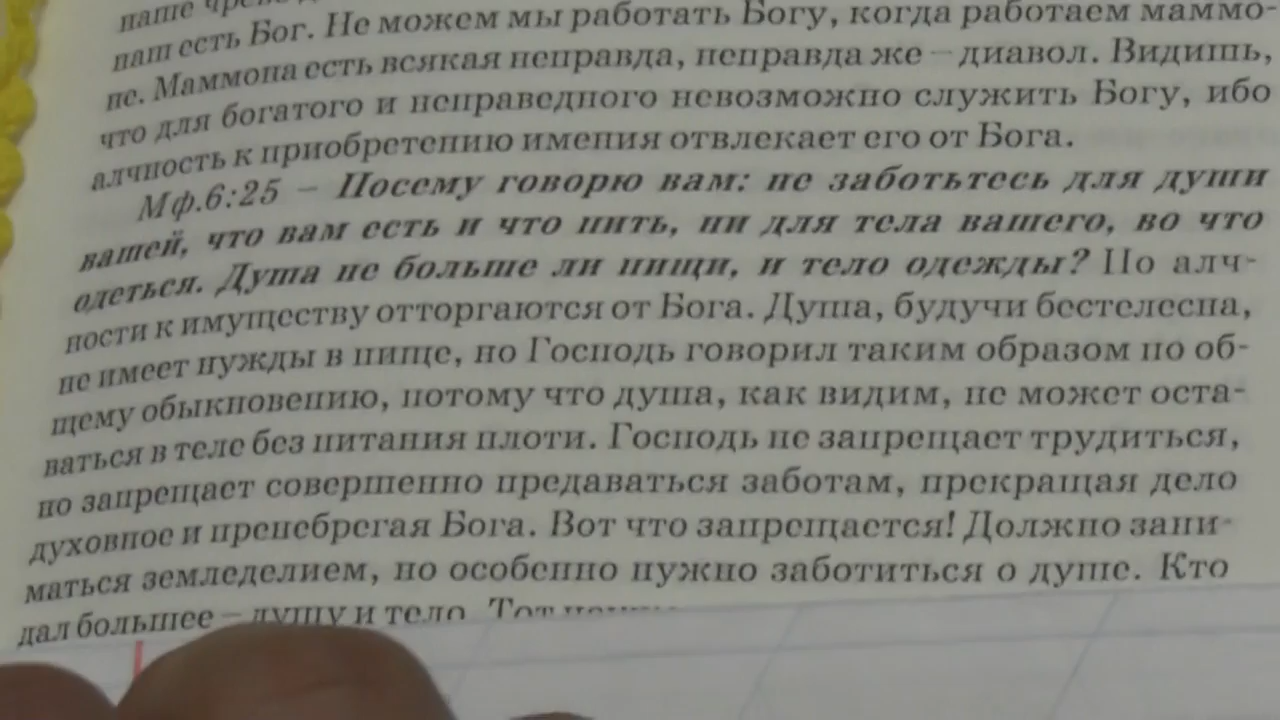 наше
наш есть Бог. Не можем мы работать Богу, когда работаем маммо-
не. Маммона есть всякая неправда, неправда же – диавол. Видишь,
что для богатого и неправедного невозможно служить Богу, ибо
алчность к приобретению имения отвлекает его от Бога.
Мф.6:25 – Посему говорю вам: не заботьтесь для души
вашей, что вам есть и что пить, ни для тела вашего, во что
одеться. Душа не больше ли пищи, и тело одежды? По алч-
ности к имуществу отторгаются от Бога. Душа, будучи бестелесна,
не имеет нужды в пище, но Господь говорил таким образом по об-
щему обыкновению, потому что душа, как видим, не может оста-
ваться в теле без питания плоти. Господь не запрещает трудиться,
но запрещает совершенно предаваться заботам, прекращая дело
духовное и пренебрегая Бога. Вот что запрещается! Должно зани-
маться земледелием, но особенно нужно заботиться о душе. Кто
дал большее – душу и тело. Тот